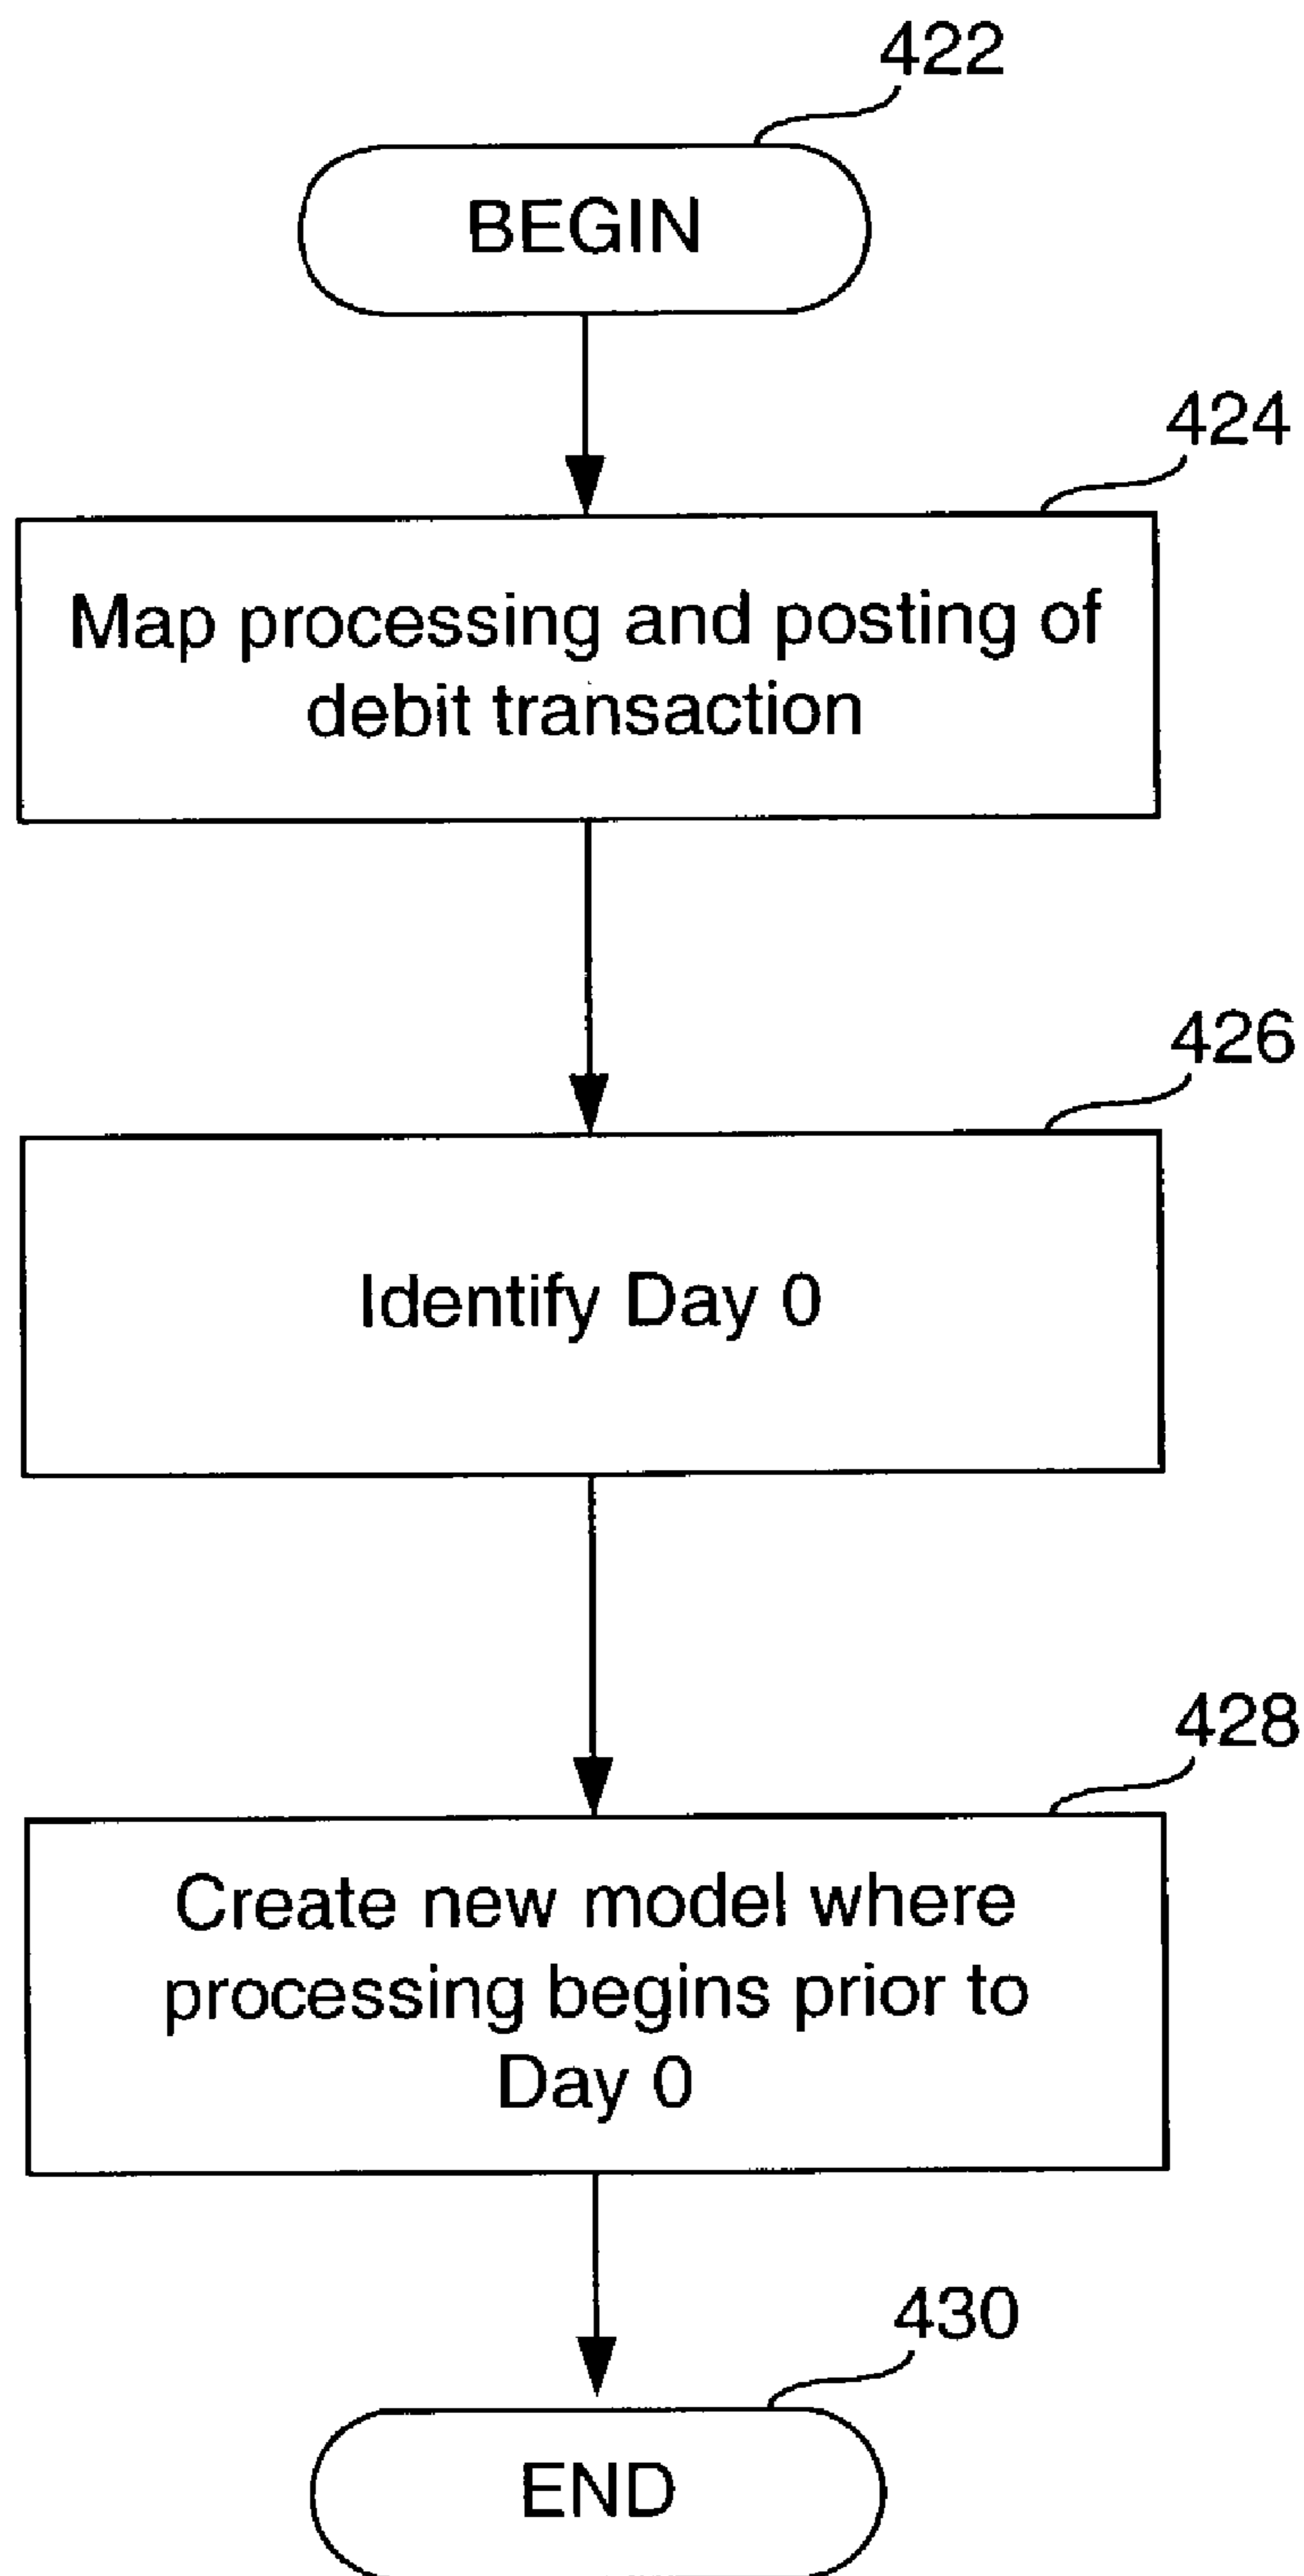 422
BEGIN
424
Map processing and posting of
debit transaction
426
Identify Day 0
428
Create new model where
processing begins prior to
Day 0
430
END